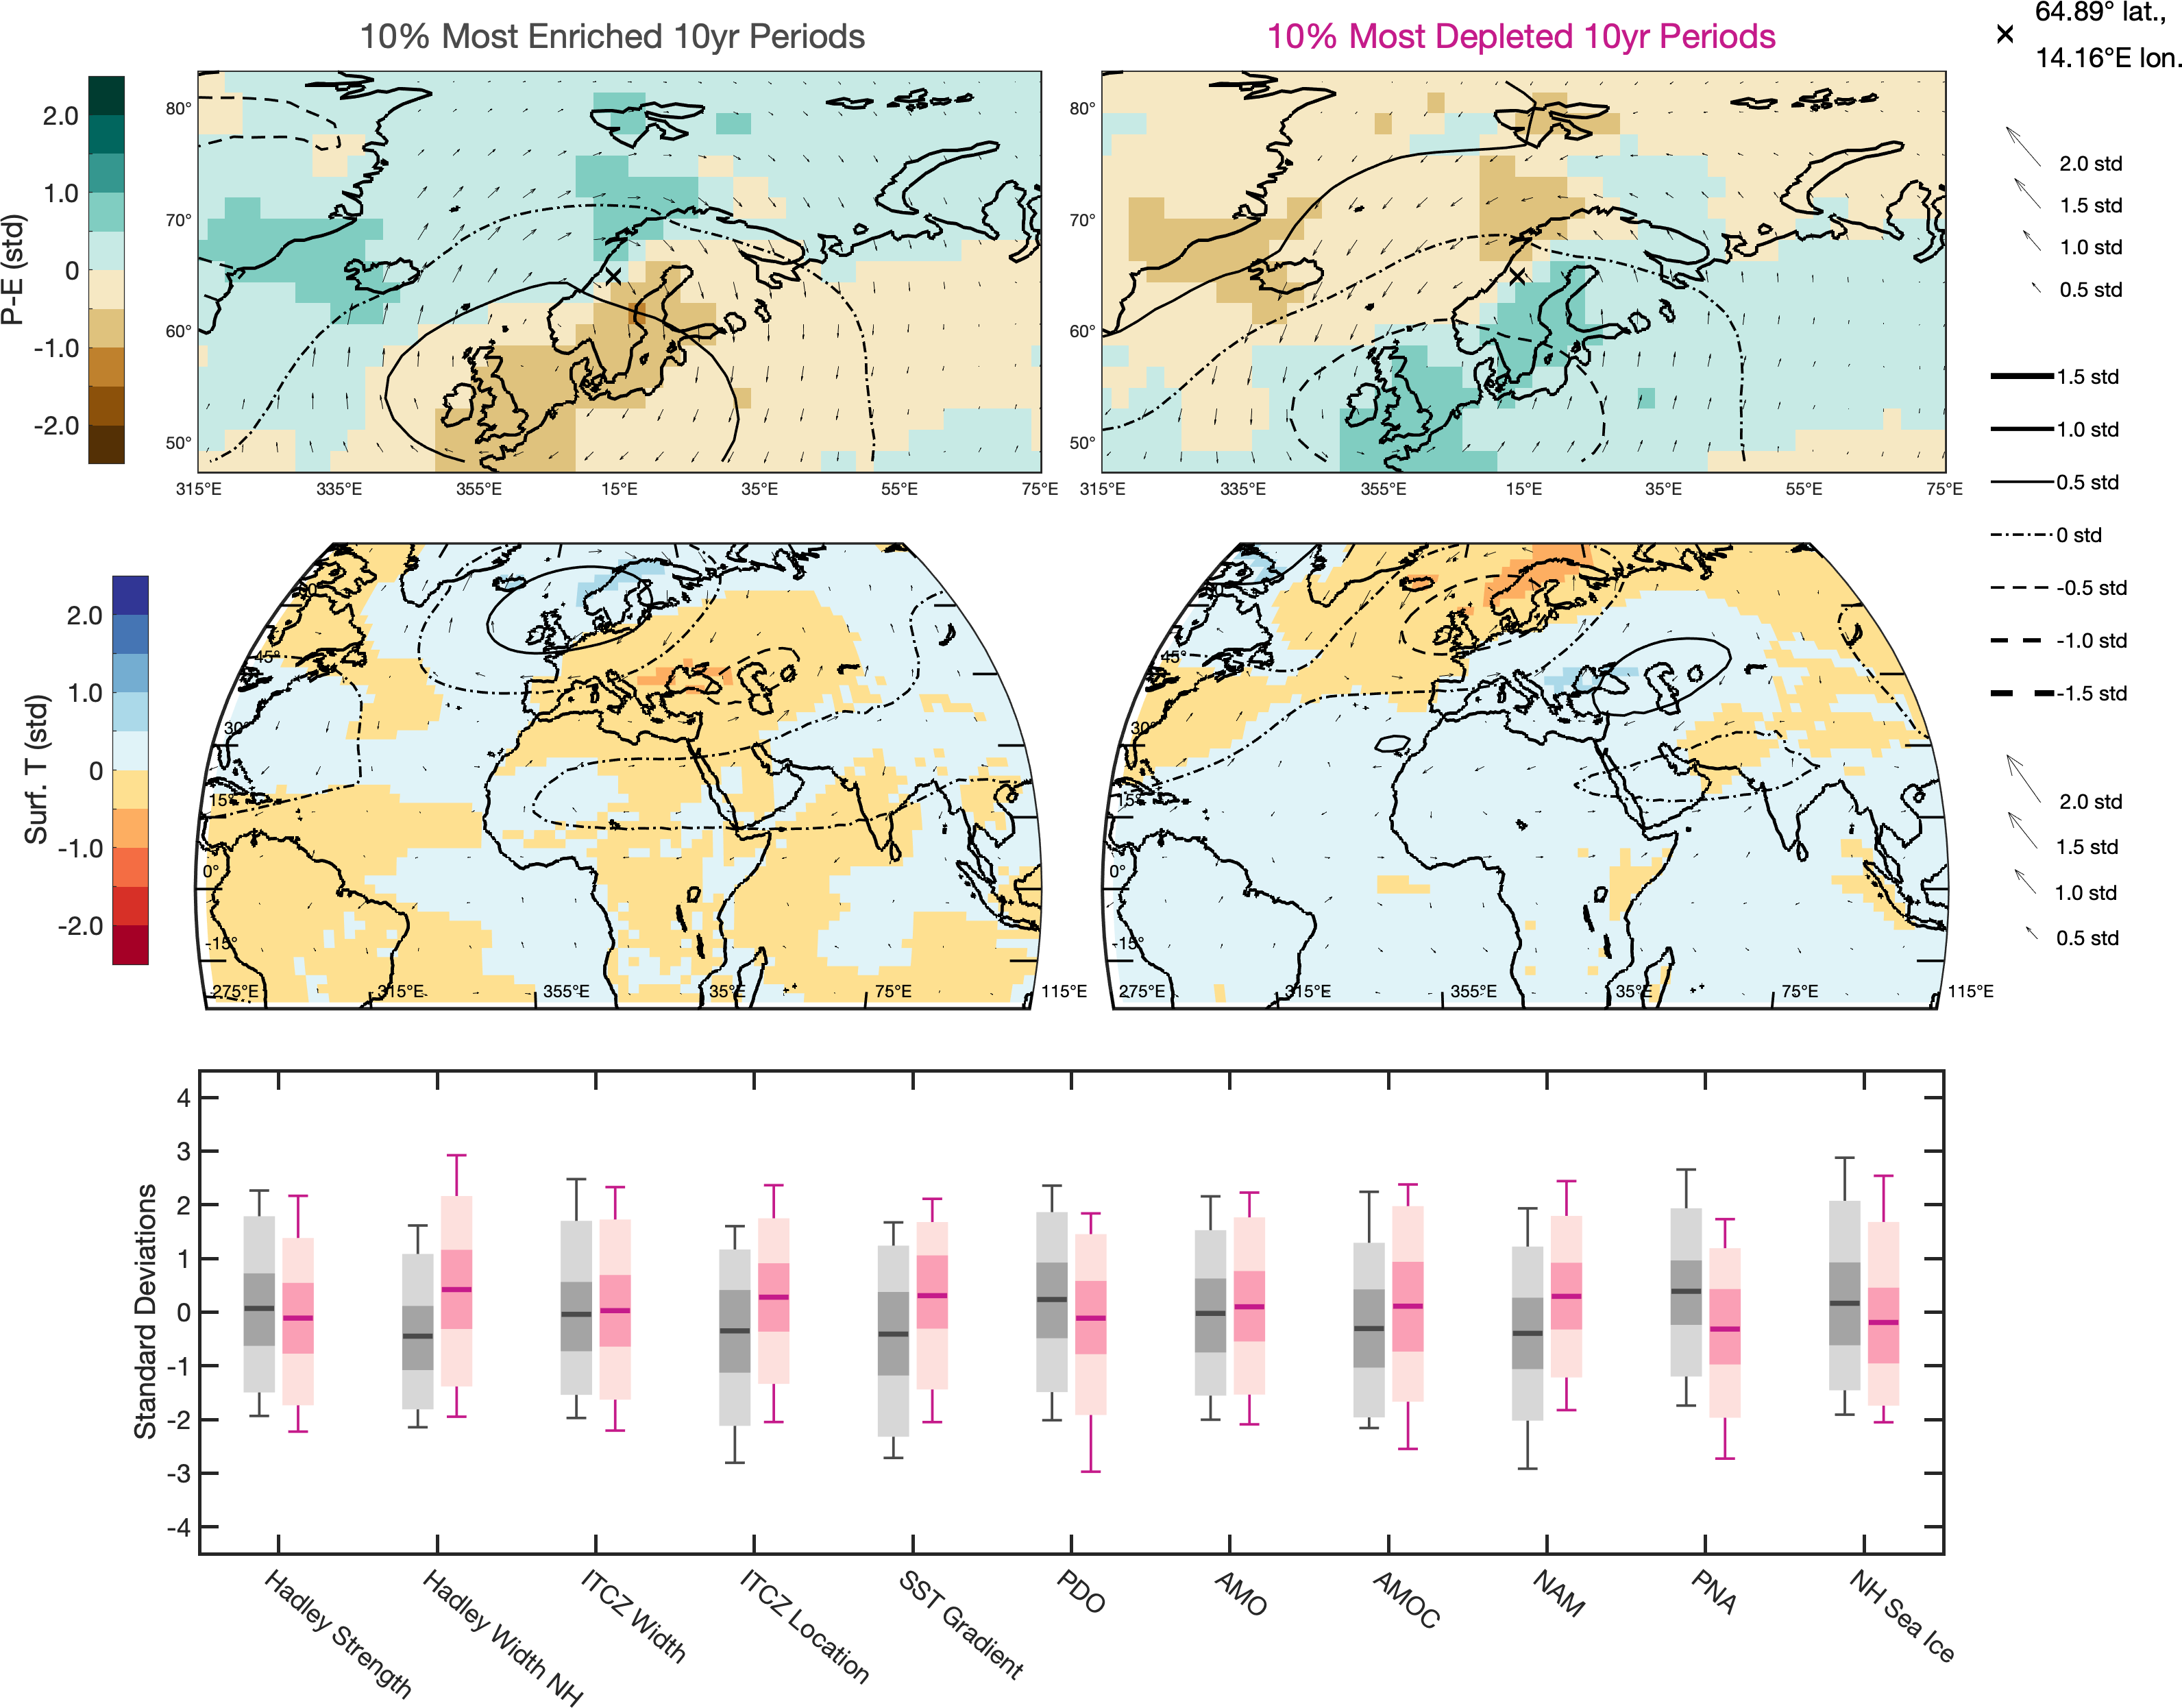 10% Most Enriched 10yr Periods
10% Most Depleted 10yr Periods
64.89° lat.,
14.16°E lon.
P-E (std)
2.0
1.0
0
-1.0
-2.0
80°
70°
60°
50°
315°E 335°E 355°E 15°E 35°E 55°E 75°E
80°
70°
60°
50°
315°E 335°E 355°E 15°E 35°E 55°E 75°E
2.0 std
1.5 std
1.0 std
0.5 std
1.5 std
1.0 std
0.5 std
0 std
-0.5 std
-1.0 std
-1.5 std
Surf. T (std)
2.0
1.0
0
-1.0
-2.0
45°
30°
15°
0°
-15°
275°E 315°E 355°E 35°E 75°E 115°E
45°
30°
15°
0°
-15°
275°E 315°E 355°E 35°E 75°E 115°E
2.0 std
1.5 std
1.0 std
0.5 std
Standard Deviations
4
3
2
1
0
-1
-2
-3
-4
Hadley Strength
Hadley Width NH
ITCZ Width
ITCZ Location
SST Gradient
PDO
AMO
AMOC
NAM
PNA
NH Sea Ice